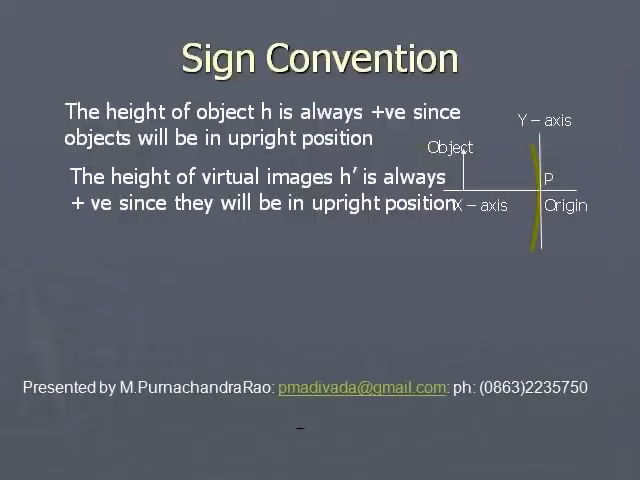 Sign Convention
The height of object h is always +ve since
objects will be in upright position
Y – axis
Object
The height of virtual images h’ is always
+ ve since they will be in upright position
P
X – axis
Origin
Presented by M.PurnachandraRao: pmadivada@gmail.com: ph: (0863)2235750